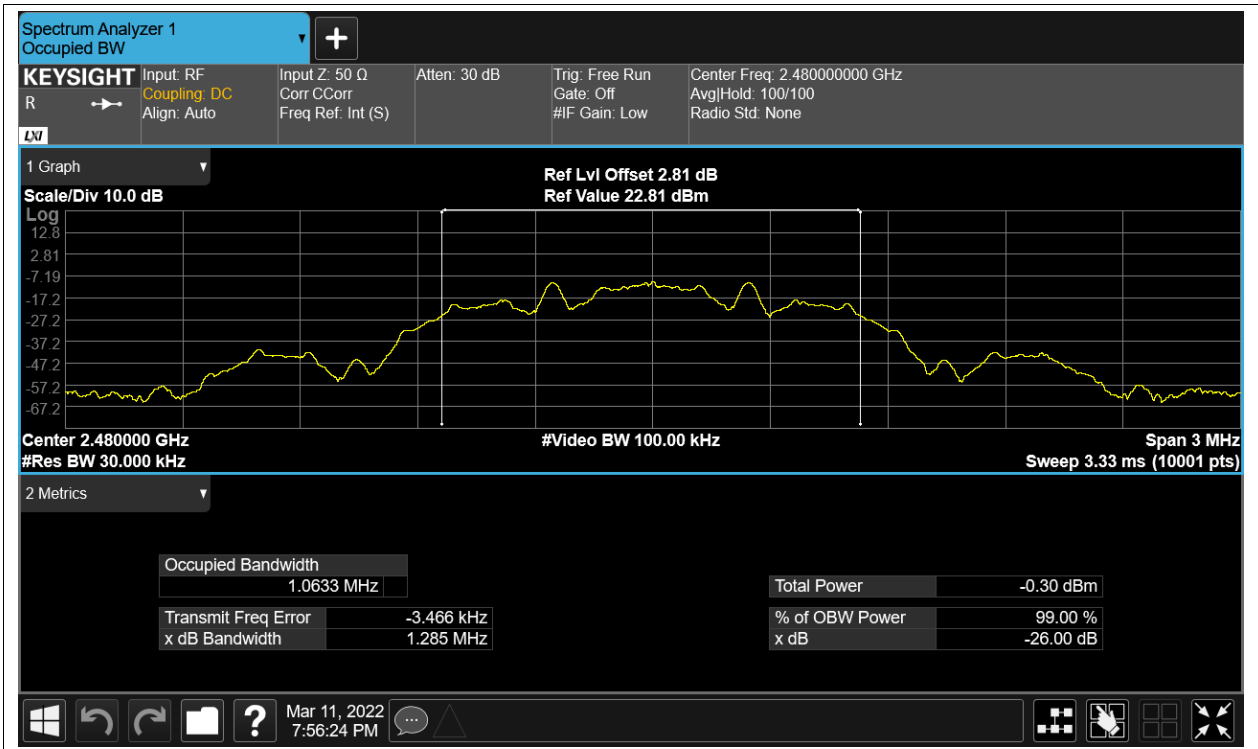 Spectrum Analyzer 1
Occupied BW
KEYSIGHT
R
LXI
Input: RF
Coupling: DC
Align: Auto
Input Z: 50 Ω
Corr CCorr
Freq Ref: Int (S)
Atten: 30 dB
Trig: Free Run
Gate: Off
#IF Gain: Low
Center Freq: 2.480000000 GHz
Avg|Hold: 100/100
Radio Std: None
1 Graph
Scale/Div 10.0 dB
Ref Lvl Offset 2.81 dB
Ref Value 22.81 dBm
Log
12.8
2.81
-7.19
-17.2
-27.2
-37.2
-47.2
-57.2
-67.2
Center 2.480000 GHz
#Res BW 30.000 kHz
#Video BW 100.00 kHz
Span 3 MHz
Sweep 3.33 ms (10001 pts)
2 Metrics
Occupied Bandwidth
1.0633 MHz
Transmit Freq Error -3.466 kHz
x dB Bandwidth 1.285 MHz
Total Power -0.30 dBm
% of OBW Power 99.00 %
x dB -26.00 dB
Mar 11, 2022
7:56:24 PM